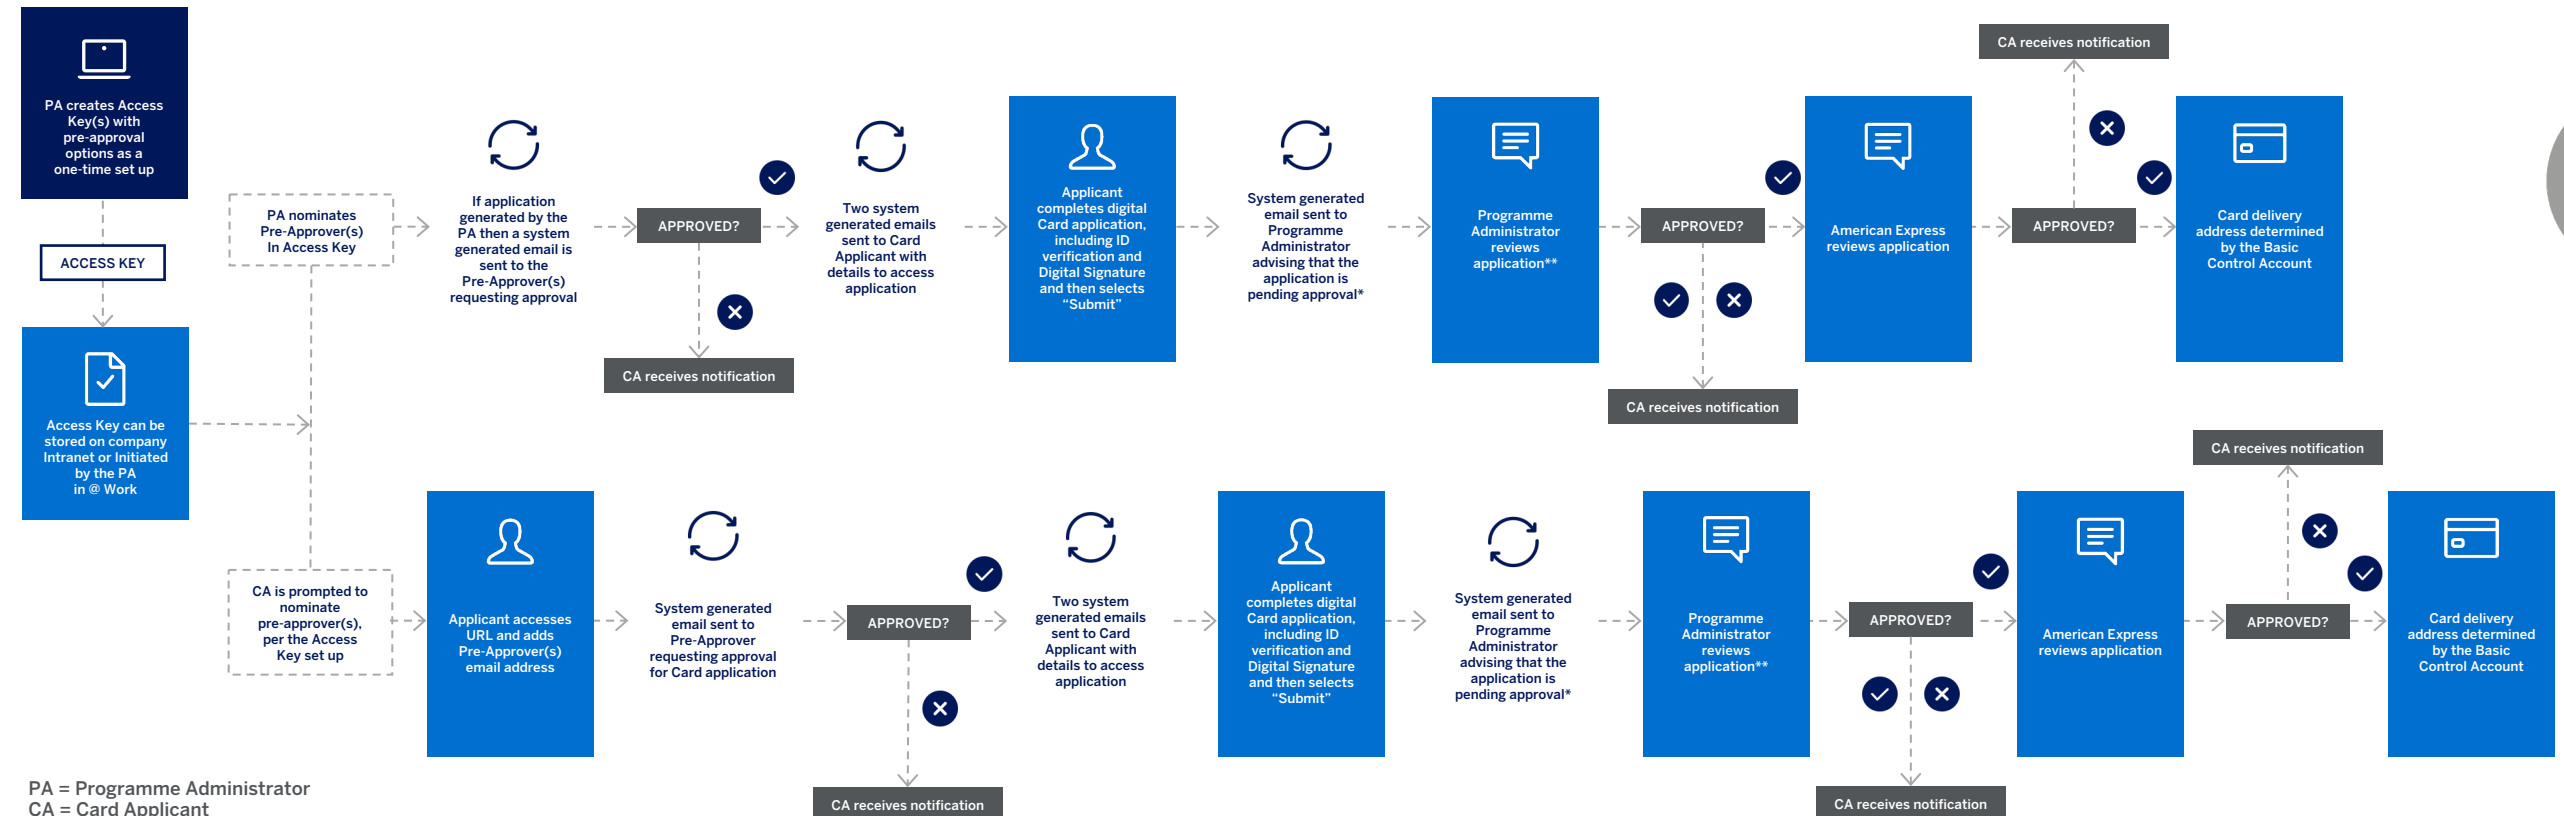 PA creates Access
Key(s) with
pre-approval
options as a
one-time set up
ACCESS KEY
Access Key can be
stored on company
Intranet or Initiated
by the PA
in @ Work
PA nominates
Pre-Approver(s)
In Access Key
If application
generated by the
PA then a system
generated email is
sent to the
Pre-Approver(s)
requesting approval
APPROVED?
CA receives notification
Two system
generated emails
sent to Card
Applicant with
details to access
application
Applicant
completes digital
Card application,
including ID
verification and
Digital Signature
and then selects
“Submit”
System generated
email sent to
Programme
Administrator
advising that the
application is
pending approval*
Programme
Administrator
reviews
application**
APPROVED?
CA receives notification
American Express
reviews application
APPROVED?
CA receives notification
Card delivery
address determined
by the Basic
Control Account
CA is prompted to
nominate
pre-approver(s),
per the Access
Key set up
Applicant accesses
URL and adds
Pre-Approver(s)
email address
System generated
email sent to
Pre-Approver
requesting approval
for Card application
APPROVED?
CA receives notification
Two system
generated emails
sent to Card
Applicant with
details to access
application
Applicant
completes digital
Card application,
including ID
verification and
Digital Signature
and then selects
“Submit”
System generated
email sent to
Programme
Administrator
advising that the
application is
pending approval*
Programme
Administrator
reviews
application**
APPROVED?
CA receives notification
American Express
reviews application
APPROVED?
CA receives notification
Card delivery
address determined
by the Basic
Control Account
PA = Programme Administrator
CA = Card Applicant